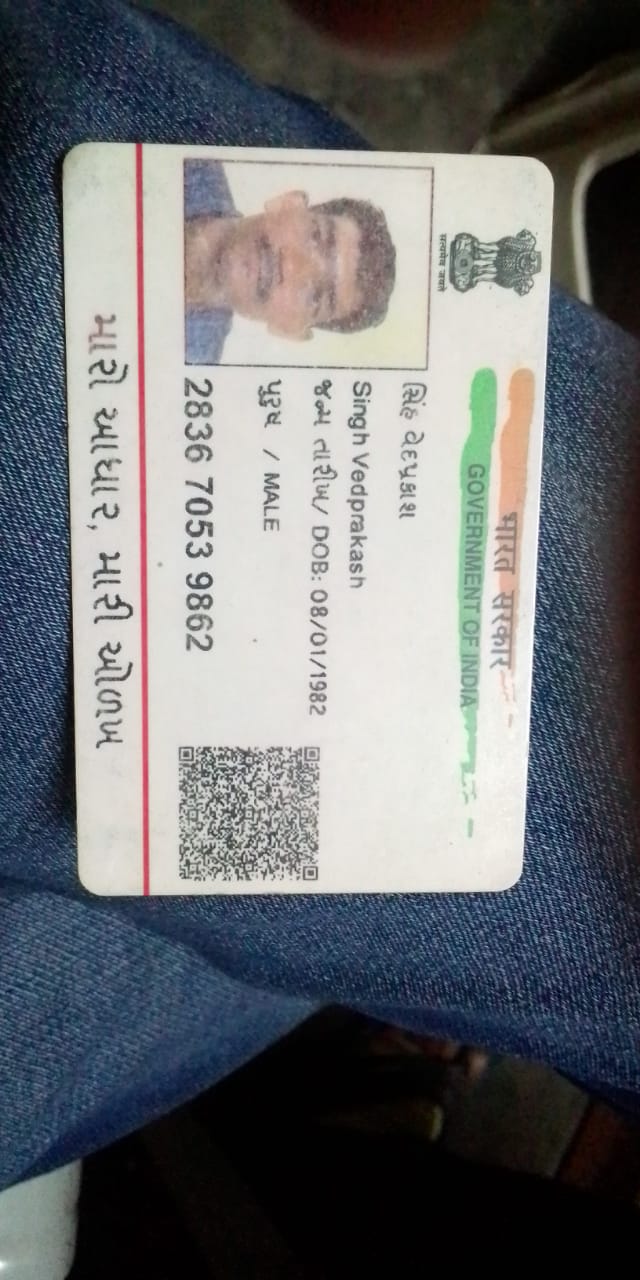 भारत सरकार
GOVERNMENT OF INDIA
सत्यमेव जयते
સિંહ વેદપ્રકાશ
Singh Vedprakash
જન્મ તારીખ/ DOB: 08/01/1982
પુરુષ / MALE
2836 7053 9862
મારો આધાર, મારી ઓળખ